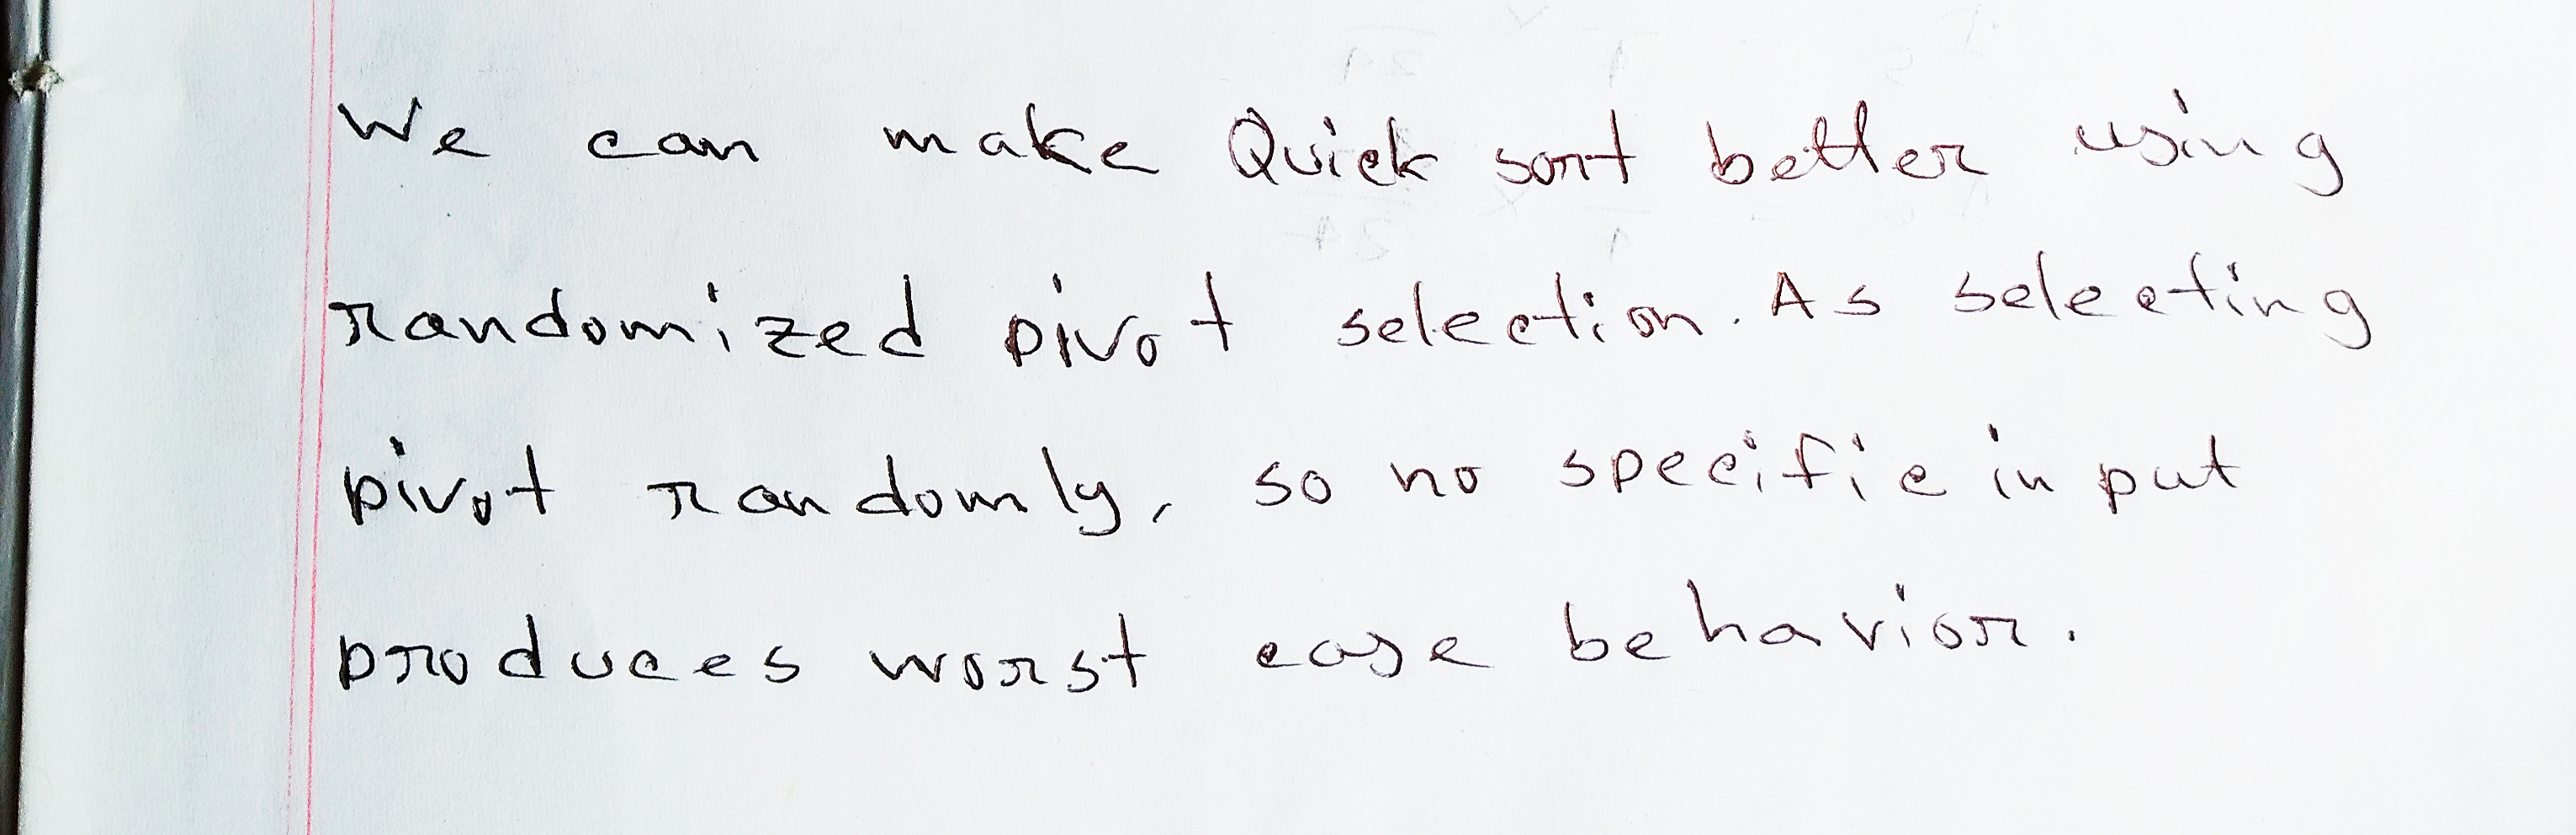 We can make Quick sort better using
randomized pivot selection. As selecting
pivot randomly, so no specific input
produces worst case behavior.